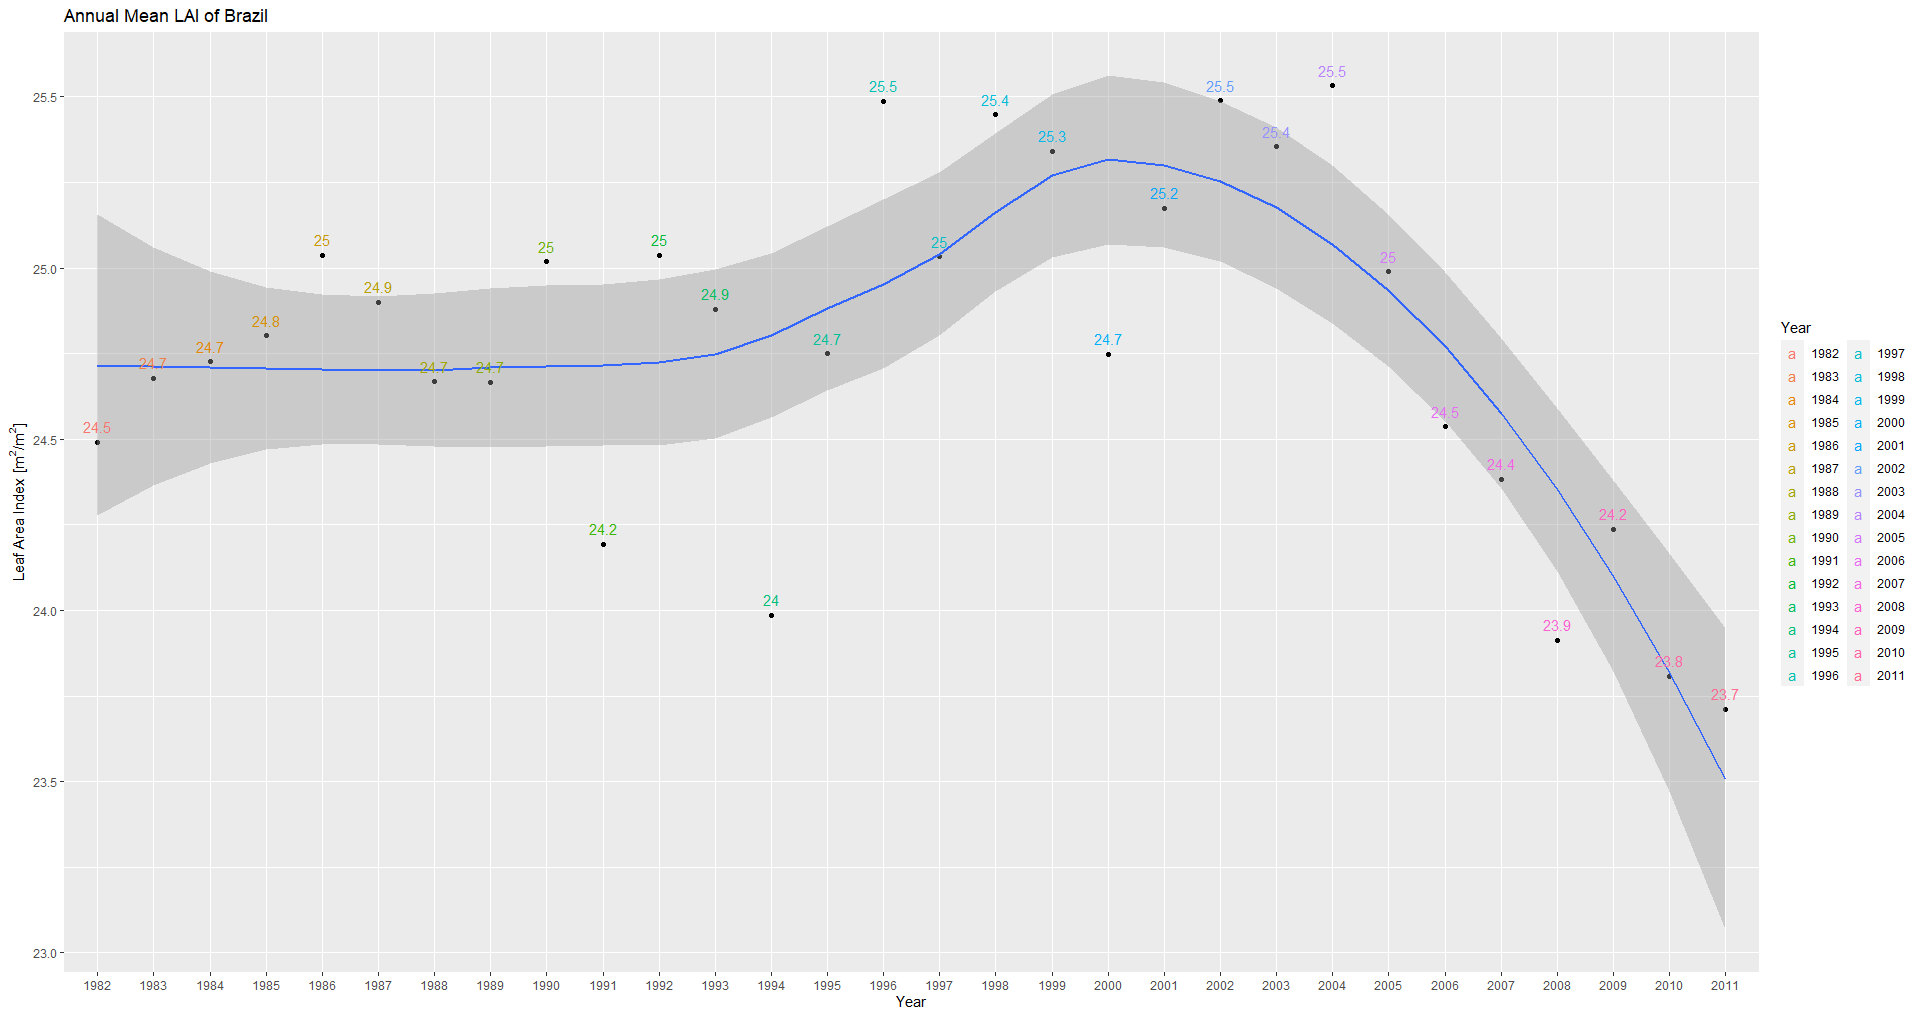 Annual Mean LAI of Brazil
Leaf Area Index [m²/m²]
25.5
25.0
24.5
24.0
23.5
23.0
24.5
24.7
24.7
24.8
25
24.9
24.7
24.7
25
24.2
25
24.9
24
24.7
25.5
25
25.4
25.3
24.7
25.2
25.5
25.4
25.5
25
24.5
24.4
23.9
24.2
23.8
23.7
1982 1983 1984 1985 1986 1987 1988 1989 1990 1991 1992 1993 1994 1995 1996 1997 1998 1999 2000 2001 2002 2003 2004 2005 2006 2007 2008 2009 2010 2011
Year
Year
a 1982 a 1997
a 1983 a 1998
a 1984 a 1999
a 1985 a 2000
a 1986 a 2001
a 1987 a 2002
a 1988 a 2003
a 1989 a 2004
a 1990 a 2005
a 1991 a 2006
a 1992 a 2007
a 1993 a 2008
a 1994 a 2009
a 1995 a 2010
a 1996 a 2011